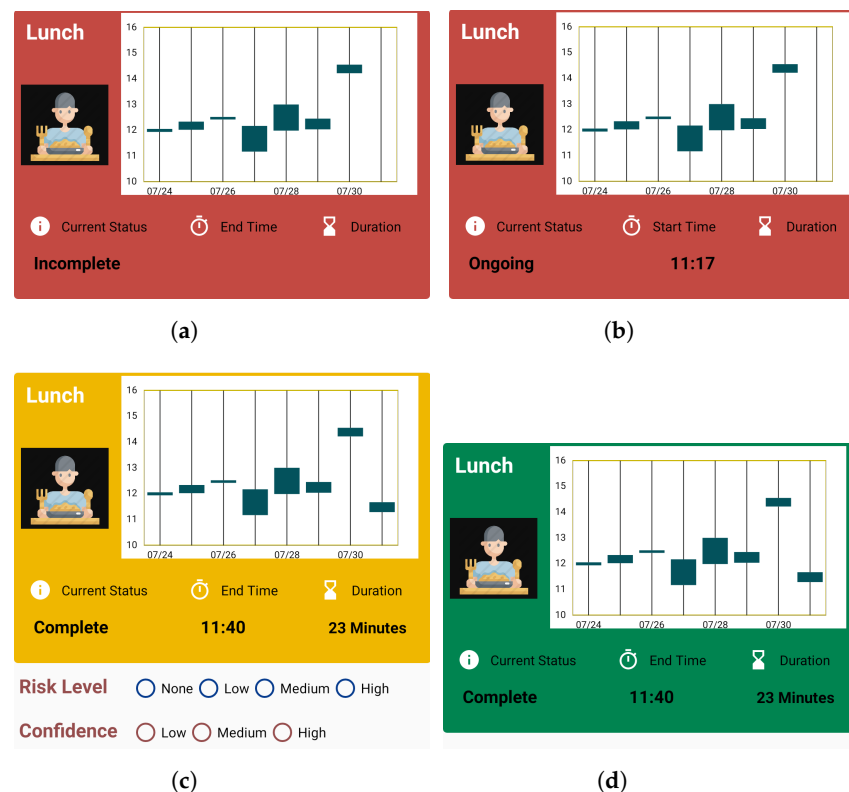 Lunch
16
15
14
13
12
11
10
07/24 07/26 07/28 07/30
Current Status End Time Duration
Incomplete
(a)
Lunch
16
15
14
13
12
11
10
07/24 07/26 07/28 07/30
Current Status Start Time Duration
Ongoing 11:17
(b)
Lunch
16
15
14
13
12
11
10
07/24 07/26 07/28 07/30
Current Status End Time Duration
Complete 11:40 23 Minutes
Risk Level None Low Medium High
Confidence Low Medium High
(c)
Lunch
16
15
14
13
12
11
10
07/24 07/26 07/28 07/30
Current Status End Time Duration
Complete 11:40 23 Minutes
(d)